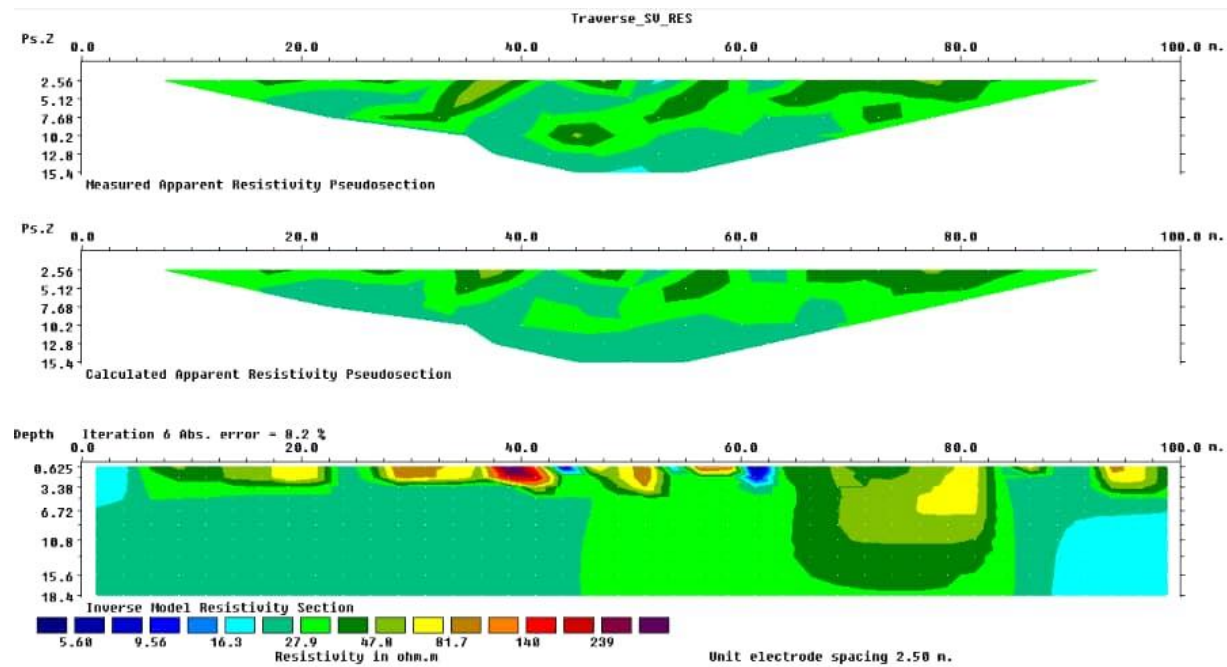 Traverse_SV_RES
Ps.Z 0.0 20.0 40.0 60.0 80.0 100.0 m.
2.56
5.12
7.68
10.2
12.8
15.4
Measured Apparent Resistivity Pseudosection
Ps.Z 0.0 20.0 40.0 60.0 80.0 100.0 m.
2.56
5.12
7.68
10.2
12.8
15.4
Calculated Apparent Resistivity Pseudosection
Depth Iteration 6 Abs. error = 8.2 %
0.0 20.0 40.0 60.0 80.0 100.0 m.
0.625
3.38
6.72
10.8
15.6
18.4
Inverse Model Resistivity Section
5.60 9.56 16.3 27.9 47.8 81.7 140 239
Resistivity in ohm.m Unit electrode spacing 2.50 m.